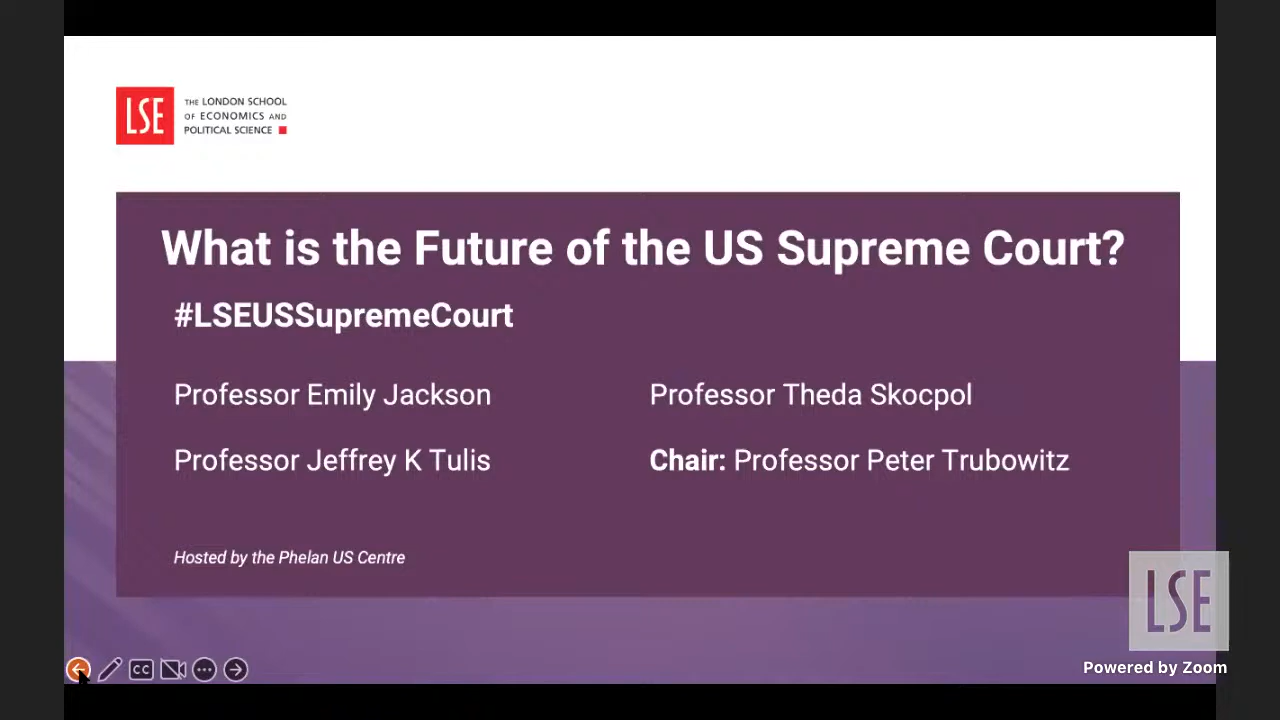 LSE
THE LONDON SCHOOL
OF ECONOMICS AND
POLITICAL SCIENCE
What is the Future of the US Supreme Court?
#LSEUSSupremeCourt
Professor Emily Jackson
Professor Theda Skocpol
Professor Jeffrey K Tulis
Chair: Professor Peter Trubowitz
Hosted by the Phelan US Centre
LSE
CC
Powered by Zoom